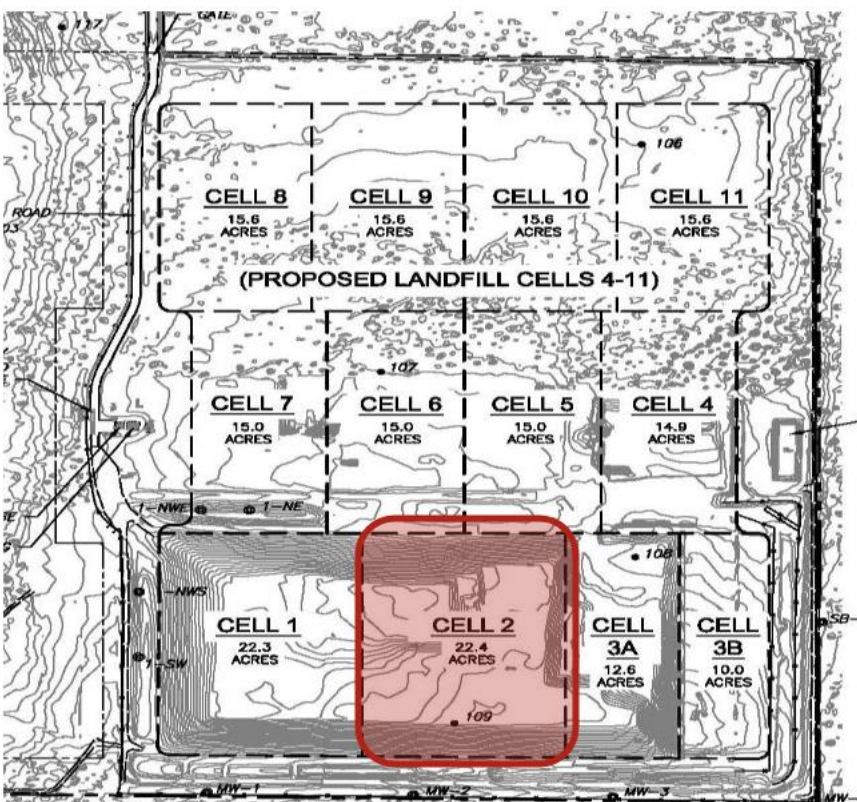 GATE
117
106
CELL 8
15.6
ACRES
CELL 9
15.6
ACRES
CELL 10
15.6
ACRES
CELL 11
15.6
ACRES
ROAD
(PROPOSED LANDFILL CELLS 4-11)
107
CELL 7
15.0
ACRES
CELL 6
15.0
ACRES
CELL 5
15.0
ACRES
CELL 4
14.9
ACRES
1-NWE
1-NE
108
-NWS
1-SW
CELL 1
22.3
ACRES
CELL 2
22.4
ACRES
CELL
3A
12.6
ACRES
CELL
3B
10.0
ACRES
SB-
109
MW-1
MW-2
MW-3
MW-